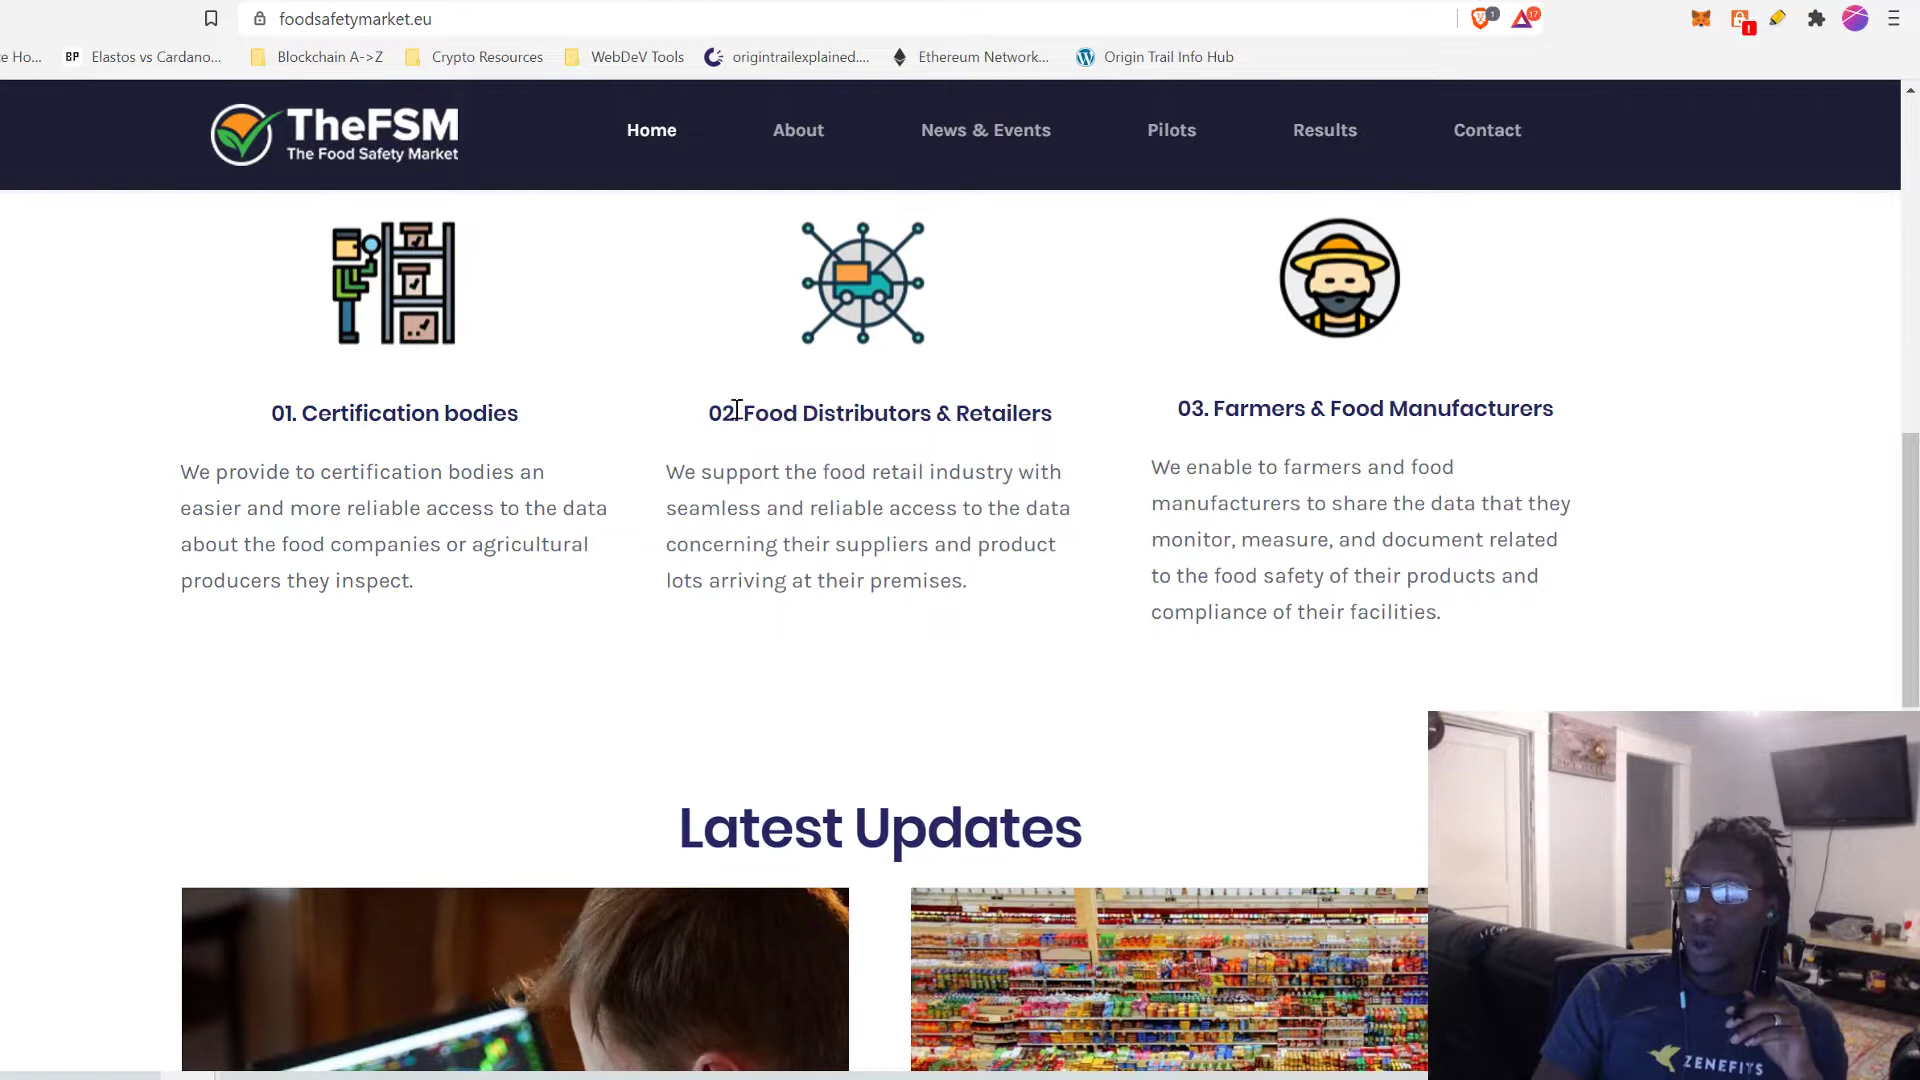 foodsafetymarket.eu
1
17
ce Ho...
BP Elastos vs Cardano...
Blockchain A->Z
Crypto Resources
WebDeV Tools
origintrailexplained....
Ethereum Network...
Origin Trail Info Hub
TheFSM
The Food Safety Market
Home
About
News & Events
Pilots
Results
Contact
01. Certification bodies
We provide to certification bodies an
easier and more reliable access to the data
about the food companies or agricultural
producers they inspect.
02. Food Distributors & Retailers
We support the food retail industry with
seamless and reliable access to the data
concerning their suppliers and product
lots arriving at their premises.
03. Farmers & Food Manufacturers
We enable to farmers and food
manufacturers to share the data that they
monitor, measure, and document related
to the food safety of their products and
compliance of their facilities.
Latest Updates
ZENEFITS